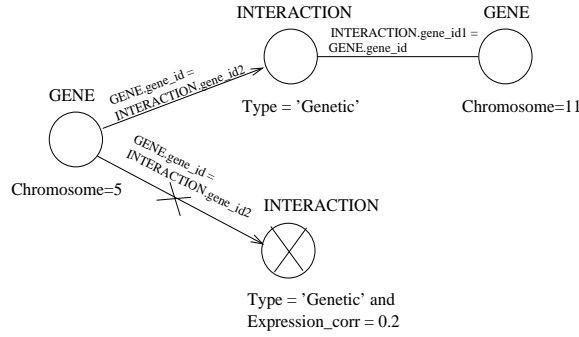 INTERACTION
GENE
INTERACTION.gene_id1 =
GENE.gene_id
GENE.gene_id =
INTERACTION.gene_id2
GENE
Type = 'Genetic'
Chromosome=11
GENE.gene_id =
INTERACTION.gene_id2
Chromosome=5
INTERACTION
Type = 'Genetic' and
Expression_corr = 0.2